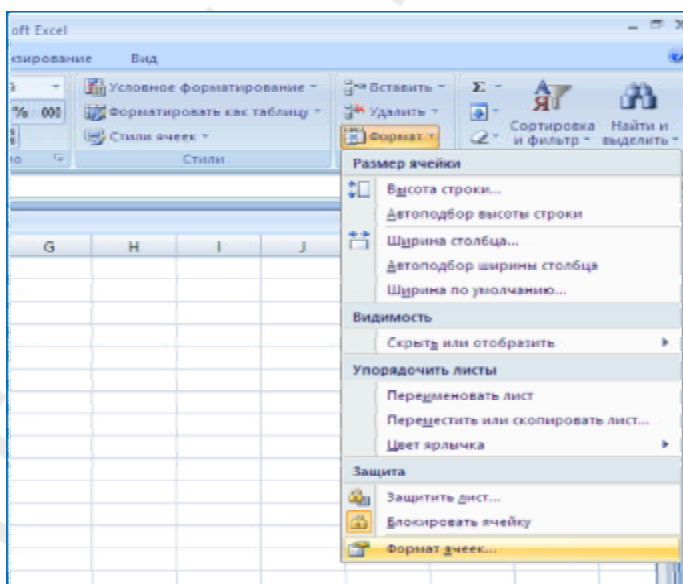 oft Excel
Вид
Условное форматирование
Вставить
Σ
% 000
Форматировать как таблицу
Удалить
Сортировка и фильтр
Найти и выделить
Стили ячеек
Формат
Стили
Размер ячейки
Высота строки...
Автоподбор высоты строки
G H I J
Ширина столбца...
Автоподбор ширины столбца
Ширина по умолчанию...
Видимость
Скрыть или отобразить
Упорядочить листы
Переименовать лист
Переместить или скопировать лист...
Цвет ярлычка
Защита
Защитить лист...
Блокировать ячейку
Формат ячеек...